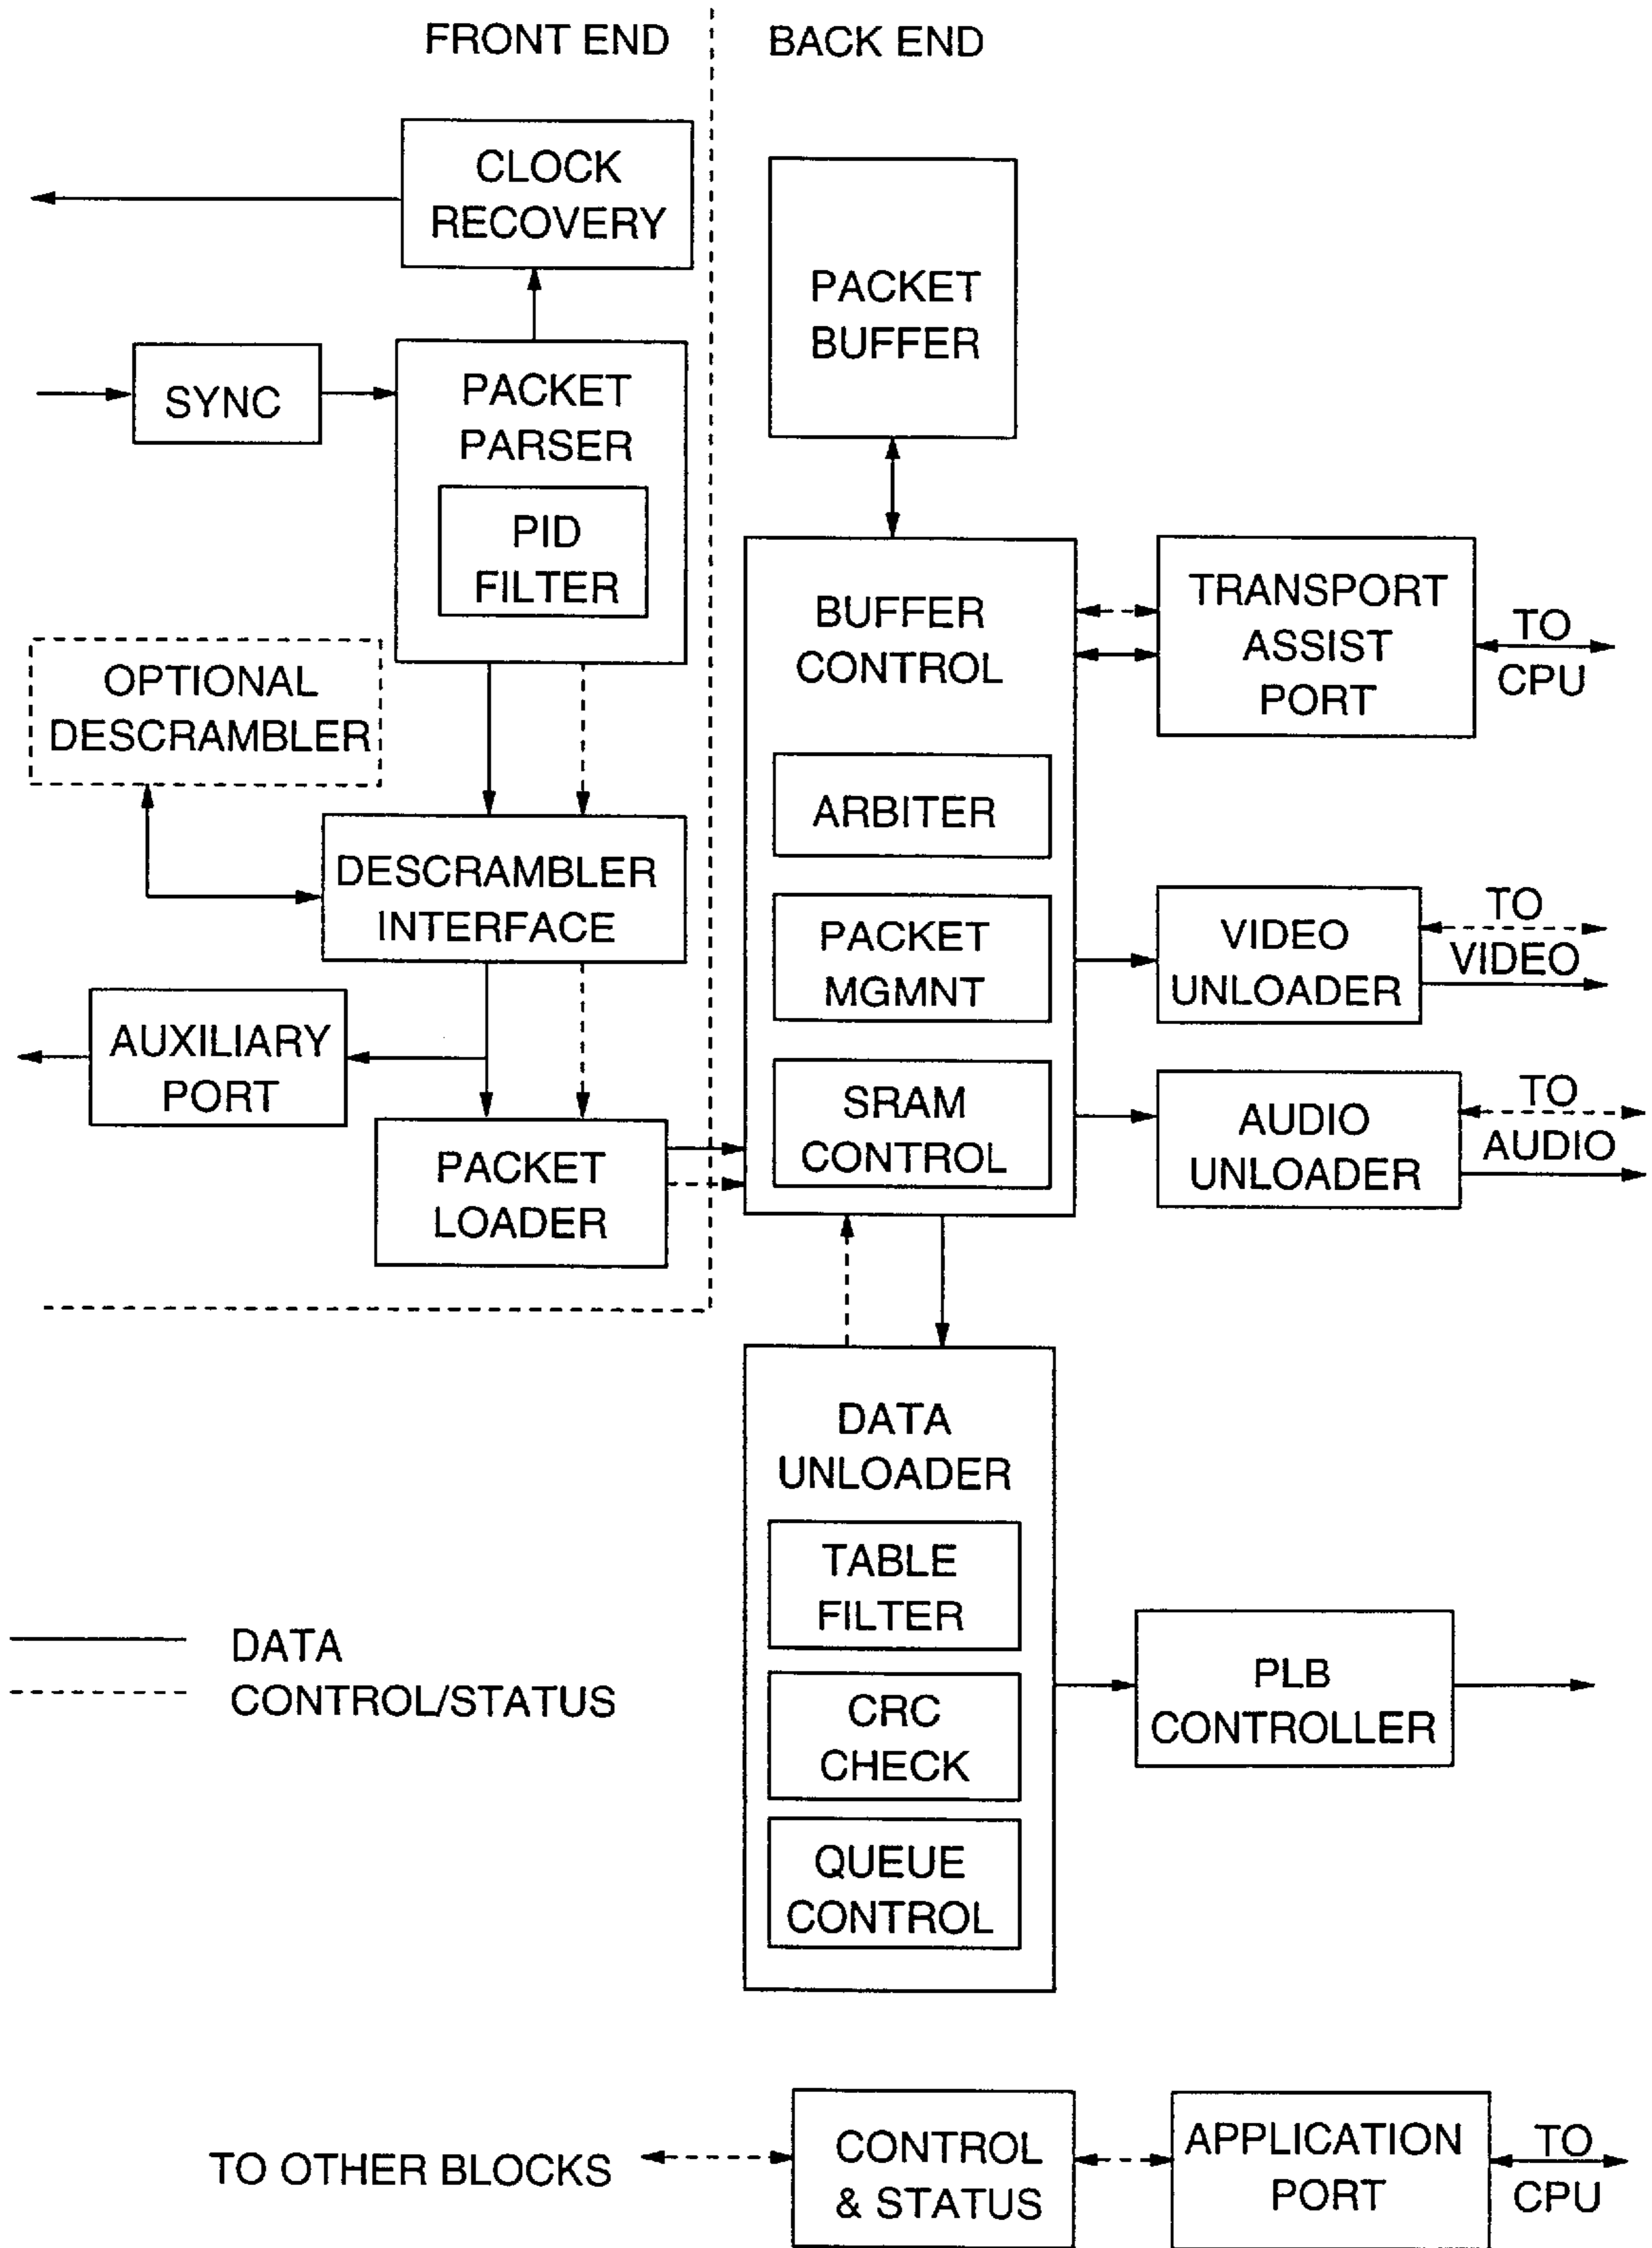 FRONT END
BACK END
CLOCK
RECOVERY
PACKET
BUFFER
SYNC
PACKET
PARSER
PID
FILTER
OPTIONAL
DESCRAMBLER
DESCRAMBLER
INTERFACE
AUXILIARY
PORT
PACKET
LOADER
BUFFER
CONTROL
ARBITER
PACKET
MGMNT
SRAM
CONTROL
TRANSPORT
ASSIST
PORT
TO
CPU
VIDEO
UNLOADER
TO
VIDEO
AUDIO
UNLOADER
TO
AUDIO
DATA
UNLOADER
TABLE
FILTER
CRC
CHECK
QUEUE
CONTROL
PLB
CONTROLLER
DATA
CONTROL/STATUS
TO OTHER BLOCKS
CONTROL
& STATUS
APPLICATION
PORT
TO
CPU